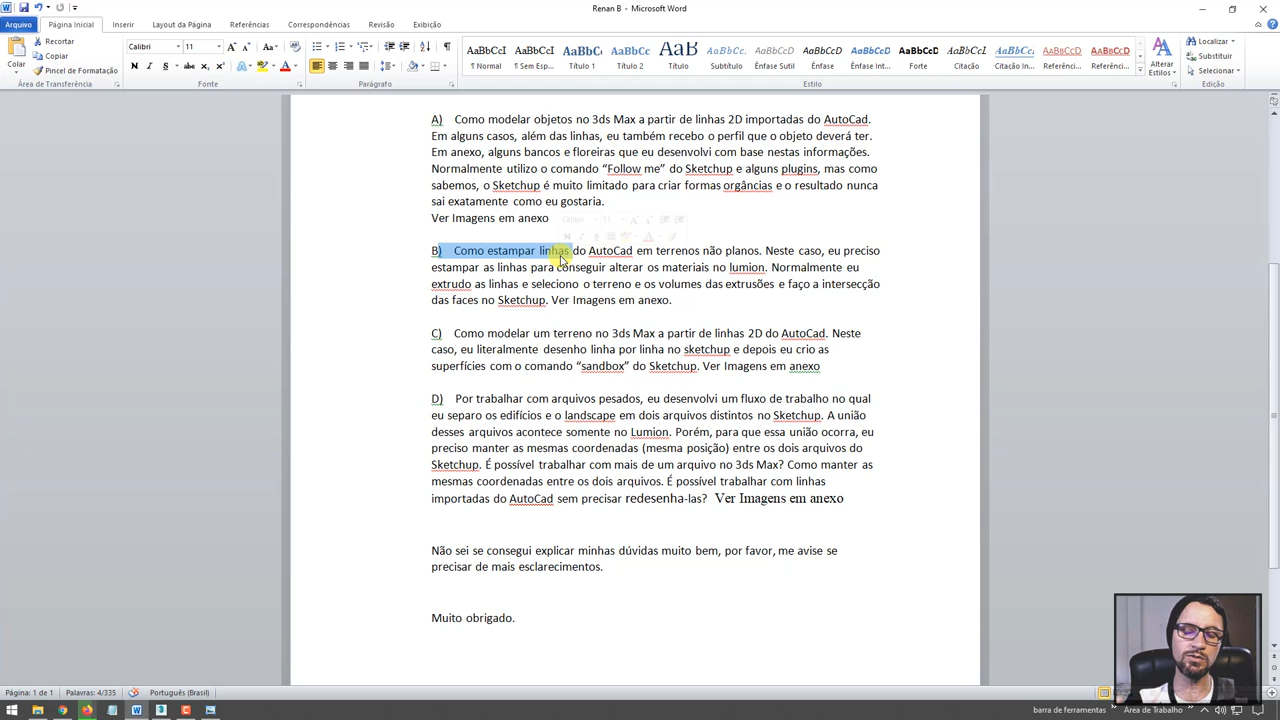 Renan B - Microsoft Word
Arquivo Página Inicial Inserir Layout da Página Referências Correspondências Revisão Exibição
Colar
Recortar
Copiar
Pincel de Formatação
Área de Transferência
Calibri 11
Fonte
Parágrafo
AaBbCcI AaBbCcI AaBbCc AaBbCc AaB AaBbCcI AaBbCcD AaBbCcD AaBbCcD AaBbCcD AaBbCcI AaBbCcD AaBbCcD
¶ Normal ¶ Sem Esp... Título 1 Título 2 Título Subtítulo Ênfase Sutil Ênfase Ênfase Int... Forte Citação Citação In... Referênci... Referênci...
Estilo
Alterar
Estilos
Localizar
Substituir
Selecionar
Edição
A) Como modelar objetos no 3ds Max a partir de linhas 2D importadas do AutoCad.
Em alguns casos, além das linhas, eu também recebo o perfil que o objeto deverá ter.
Em anexo, alguns bancos e floreiras que eu desenvolvi com base nestas informações.
Normalmente utilizo o comando “Follow me” do Sketchup e alguns plugins, mas como
sabemos, o Sketchup é muito limitado para criar formas orgâncias e o resultado nunca
sai exatamente como eu gostaria.
Ver Imagens em anexo
B) Como estampar linhas do AutoCad em terrenos não planos. Neste caso, eu preciso
estampar as linhas para conseguir alterar os materiais no lumion. Normalmente eu
extrudo as linhas e seleciono o terreno e os volumes das extrusões e faço a intersecção
das faces no Sketchup. Ver Imagens em anexo.
C) Como modelar um terreno no 3ds Max a partir de linhas 2D do AutoCad. Neste
caso, eu literalmente desenho linha por linha no sketchup e depois eu crio as
superfícies com o comando “sandbox” do Sketchup. Ver Imagens em anexo
D) Por trabalhar com arquivos pesados, eu desenvolvi um fluxo de trabalho no qual
eu separo os edifícios e o landscape em dois arquivos distintos no Sketchup. A união
desses arquivos acontece somente no Lumion. Porém, para que essa união ocorra, eu
preciso manter as mesmas coordenadas (mesma posição) entre os dois arquivos do
Sketchup. É possível trabalhar com mais de um arquivo no 3ds Max? Como manter as
mesmas coordenadas entre os dois arquivos. É possível trabalhar com linhas
importadas do AutoCad sem precisar redesenha-las? Ver Imagens em anexo
Não sei se consegui explicar minhas dúvidas muito bem, por favor, me avise se
precisar de mais esclarecimentos.
Muito obrigado.
Página: 1 de 1 Palavras: 4/335 Português (Brasil)
barra de ferramentas Área de Trabalho